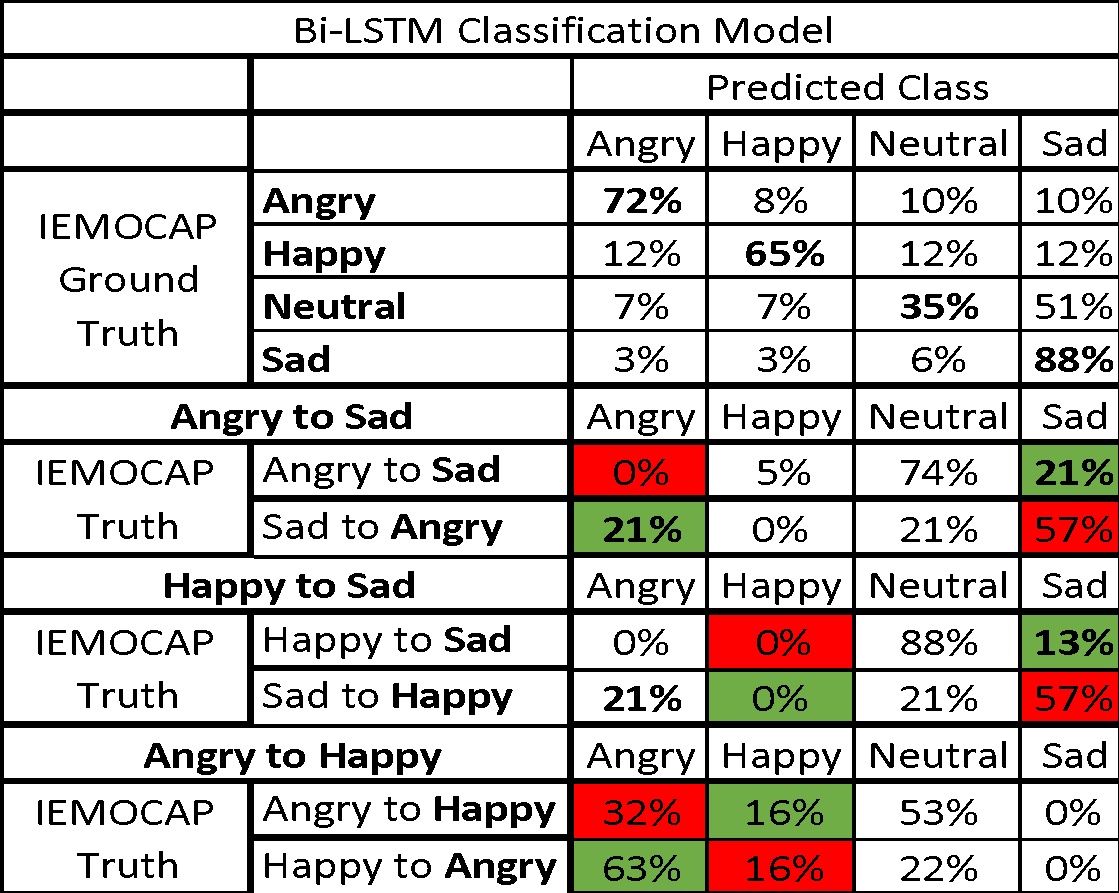 Bi-LSTM Classification Model
Predicted Class
Angry Happy Neutral Sad
IEMOCAP Ground Truth
Angry 72% 8% 10% 10%
Happy 12% 65% 12% 12%
Neutral 7% 7% 35% 51%
Sad 3% 3% 6% 88%
Angry to Sad Angry Happy Neutral Sad
IEMOCAP Truth
Angry to Sad 0% 5% 74% 21%
Sad to Angry 21% 0% 21% 57%
Happy to Sad Angry Happy Neutral Sad
IEMOCAP Truth
Happy to Sad 0% 0% 88% 13%
Sad to Happy 21% 0% 21% 57%
Angry to Happy Angry Happy Neutral Sad
IEMOCAP Truth
Angry to Happy 32% 16% 53% 0%
Happy to Angry 63% 16% 22% 0%